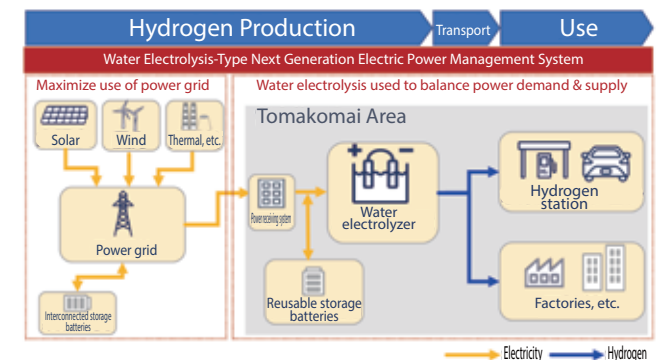 Hydrogen Production
Transport
Use
Water Electrolysis-Type Next Generation Electric Power Management System
Maximize use of power grid
Water electrolysis used to balance power demand & supply
Tomakomai Area
Solar
Wind
Thermal, etc.
Power grid
Interconnected storage
batteries
Power receiving system
Water
electrolyzer
Reusable storage
batteries
Hydrogen
station
Factories, etc.
Electricity
Hydrogen